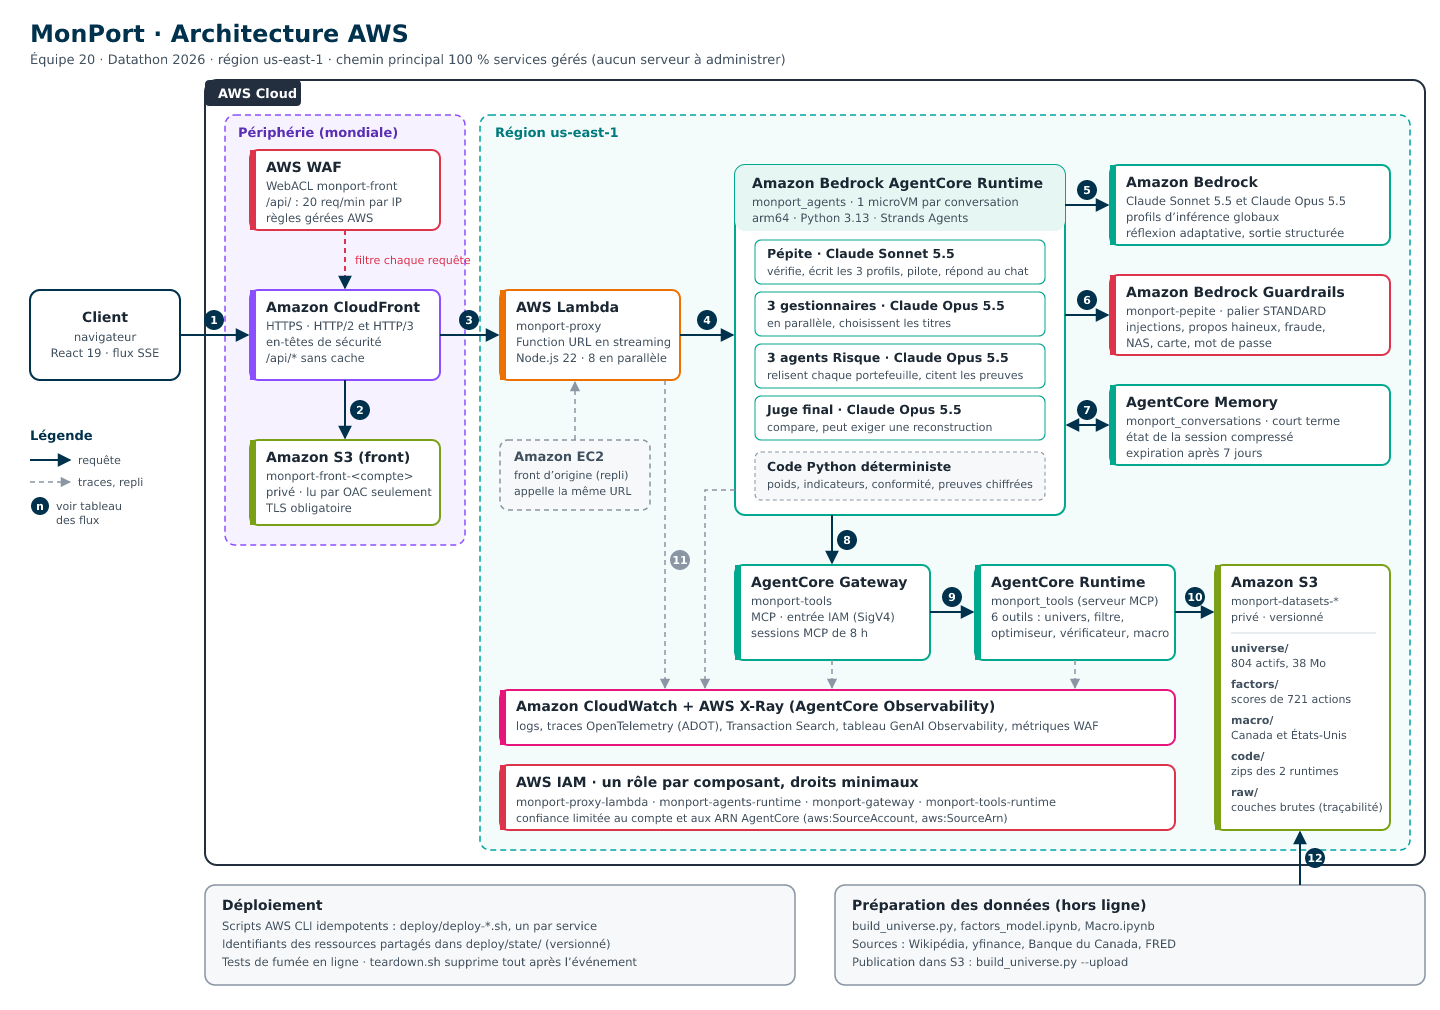 MonPort · Architecture AWS
Équipe 20 · Datathon 2026 · région us-east-1 · chemin principal 100 % services gérés (aucun serveur à administrer)
AWS Cloud
Périphérie (mondiale)
AWS WAF
WebACL monport-front
/api/ : 20 req/min par IP
règles gérées AWS
filtre chaque requête
Client
navigateur
React 19 · flux SSE
1
Amazon CloudFront
HTTPS · HTTP/2 et HTTP/3
en-têtes de sécurité
/api/* sans cache
2
Amazon S3 (front)
monport-front-<compte>
privé · lu par OAC seulement
TLS obligatoire
Légende
requête
traces, repli
n
voir tableau
des flux
Région us-east-1
3
AWS Lambda
monport-proxy
Function URL en streaming
Node.js 22 · 8 en parallèle
4
Amazon EC2
front d’origine (repli)
appelle la même URL
11
Amazon Bedrock AgentCore Runtime
monport_agents · 1 microVM par conversation
arm64 · Python 3.13 · Strands Agents
Pépite · Claude Sonnet 5.5
vérifie, écrit les 3 profils, pilote, répond au chat
3 gestionnaires · Claude Opus 5.5
en parallèle, choisissent les titres
3 agents Risque · Claude Opus 5.5
relisent chaque portefeuille, citent les preuves
Juge final · Claude Opus 5.5
compare, peut exiger une reconstruction
Code Python déterministe
poids, indicateurs, conformité, preuves chiffrées
5
Amazon Bedrock
Claude Sonnet 5.5 et Claude Opus 5.5
profils d’inférence globaux
réflexion adaptative, sortie structurée
6
Amazon Bedrock Guardrails
monport-pepite · palier STANDARD
injections, propos haineux, fraude,
NAS, carte, mot de passe
7
AgentCore Memory
monport_conversations · court terme
état de la session compressé
expiration après 7 jours
8
AgentCore Gateway
monport-tools
MCP · entrée IAM (SigV4)
sessions MCP de 8 h
9
AgentCore Runtime
monport_tools (serveur MCP)
6 outils : univers, filtre,
optimiseur, vérificateur, macro
10
Amazon S3
monport-datasets-*
privé · versionné
universe/
804 actifs, 38 Mo
factors/
scores de 721 actions
macro/
Canada et États-Unis
code/
zips des 2 runtimes
raw/
couches brutes (traçabilité)
Amazon CloudWatch + AWS X-Ray (AgentCore Observability)
logs, traces OpenTelemetry (ADOT), Transaction Search, tableau GenAI Observability, métriques WAF
AWS IAM · un rôle par composant, droits minimaux
monport-proxy-lambda · monport-agents-runtime · monport-gateway · monport-tools-runtime
confiance limitée au compte et aux ARN AgentCore (aws:SourceAccount, aws:SourceArn)
12
Déploiement
Scripts AWS CLI idempotents : deploy/deploy-*.sh, un par service
Identifiants des ressources partagés dans deploy/state/ (versionné)
Tests de fumée en ligne · teardown.sh supprime tout après l’événement
Préparation des données (hors ligne)
build_universe.py, factors_model.ipynb, Macro.ipynb
Sources : Wikipédia, yfinance, Banque du Canada, FRED
Publication dans S3 : build_universe.py --upload